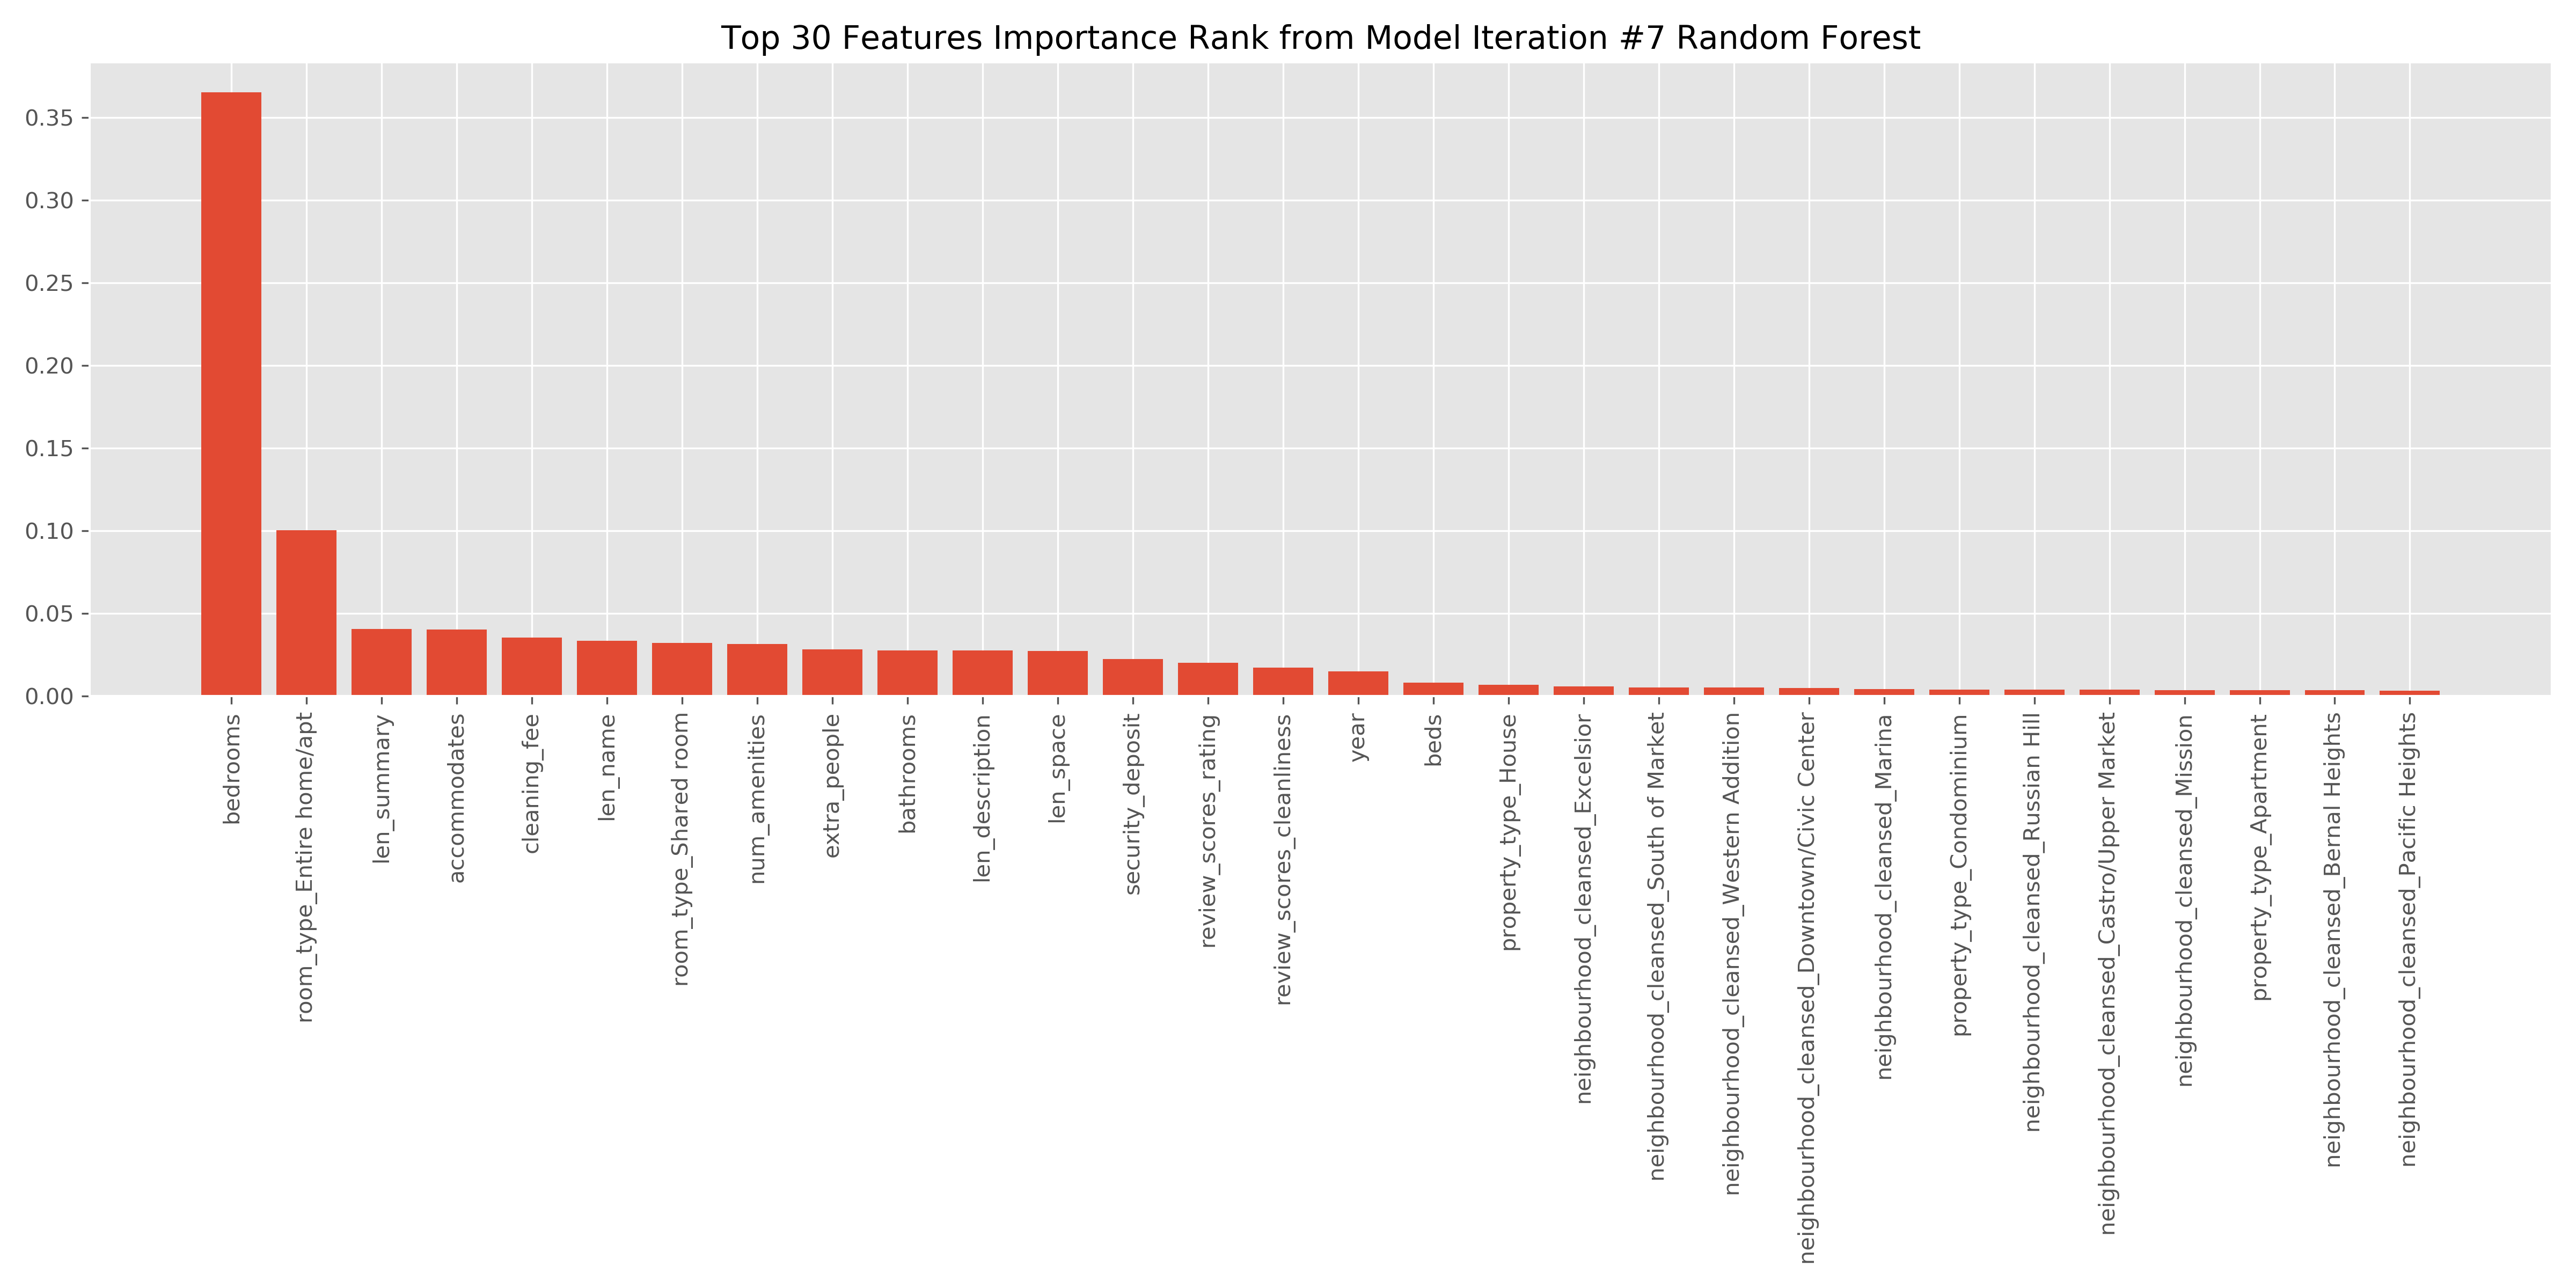 Top 30 Features Importance Rank from Model Iteration #7 Random Forest
0.35
0.30
0.25
0.20
0.15
0.10
0.05
0.00
bedrooms
room_type_Entire home/apt
len_summary
accommodates
cleaning_fee
len_name
room_type_Shared room
num_amenities
extra_people
bathrooms
len_description
len_space
security_deposit
review_scores_rating
review_scores_cleanliness
year
beds
property_type_House
neighbourhood_cleansed_Excelsior
neighbourhood_cleansed_South of Market
neighbourhood_cleansed_Western Addition
neighbourhood_cleansed_Downtown/Civic Center
neighbourhood_cleansed_Marina
property_type_Condominium
neighbourhood_cleansed_Russian Hill
neighbourhood_cleansed_Castro/Upper Market
neighbourhood_cleansed_Mission
property_type_Apartment
neighbourhood_cleansed_Bernal Heights
neighbourhood_cleansed_Pacific Heights